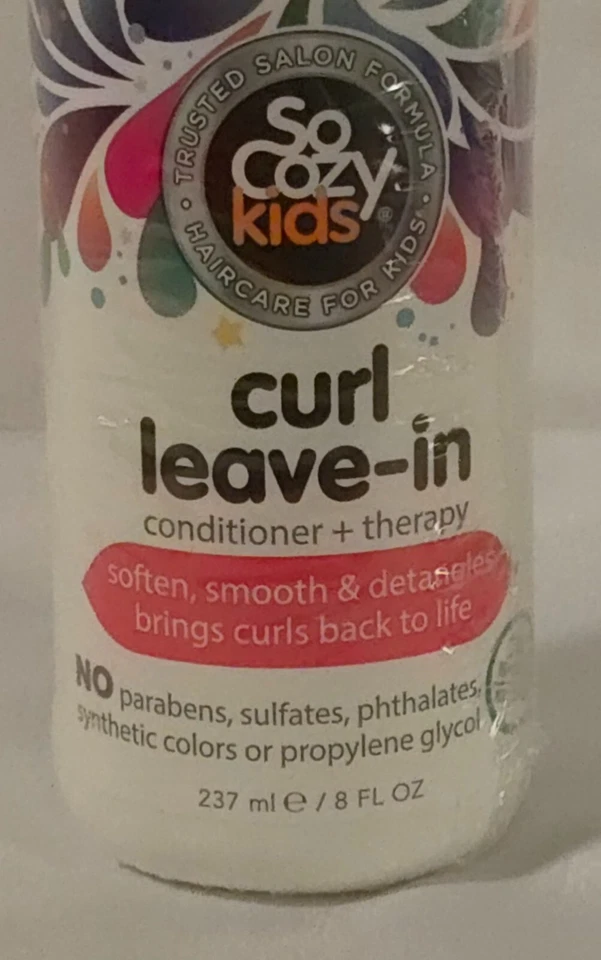 TRUSTED SALON FORMULA
So
Cozy
kids®
HAIRCARE FOR KIDS
curl
leave-in
conditioner + therapy
soften, smooth & detangles
brings curls back to life
NO parabens, sulfates, phthalates,
synthetic colors or propylene glycol
237 ml ℮ / 8 FL OZ